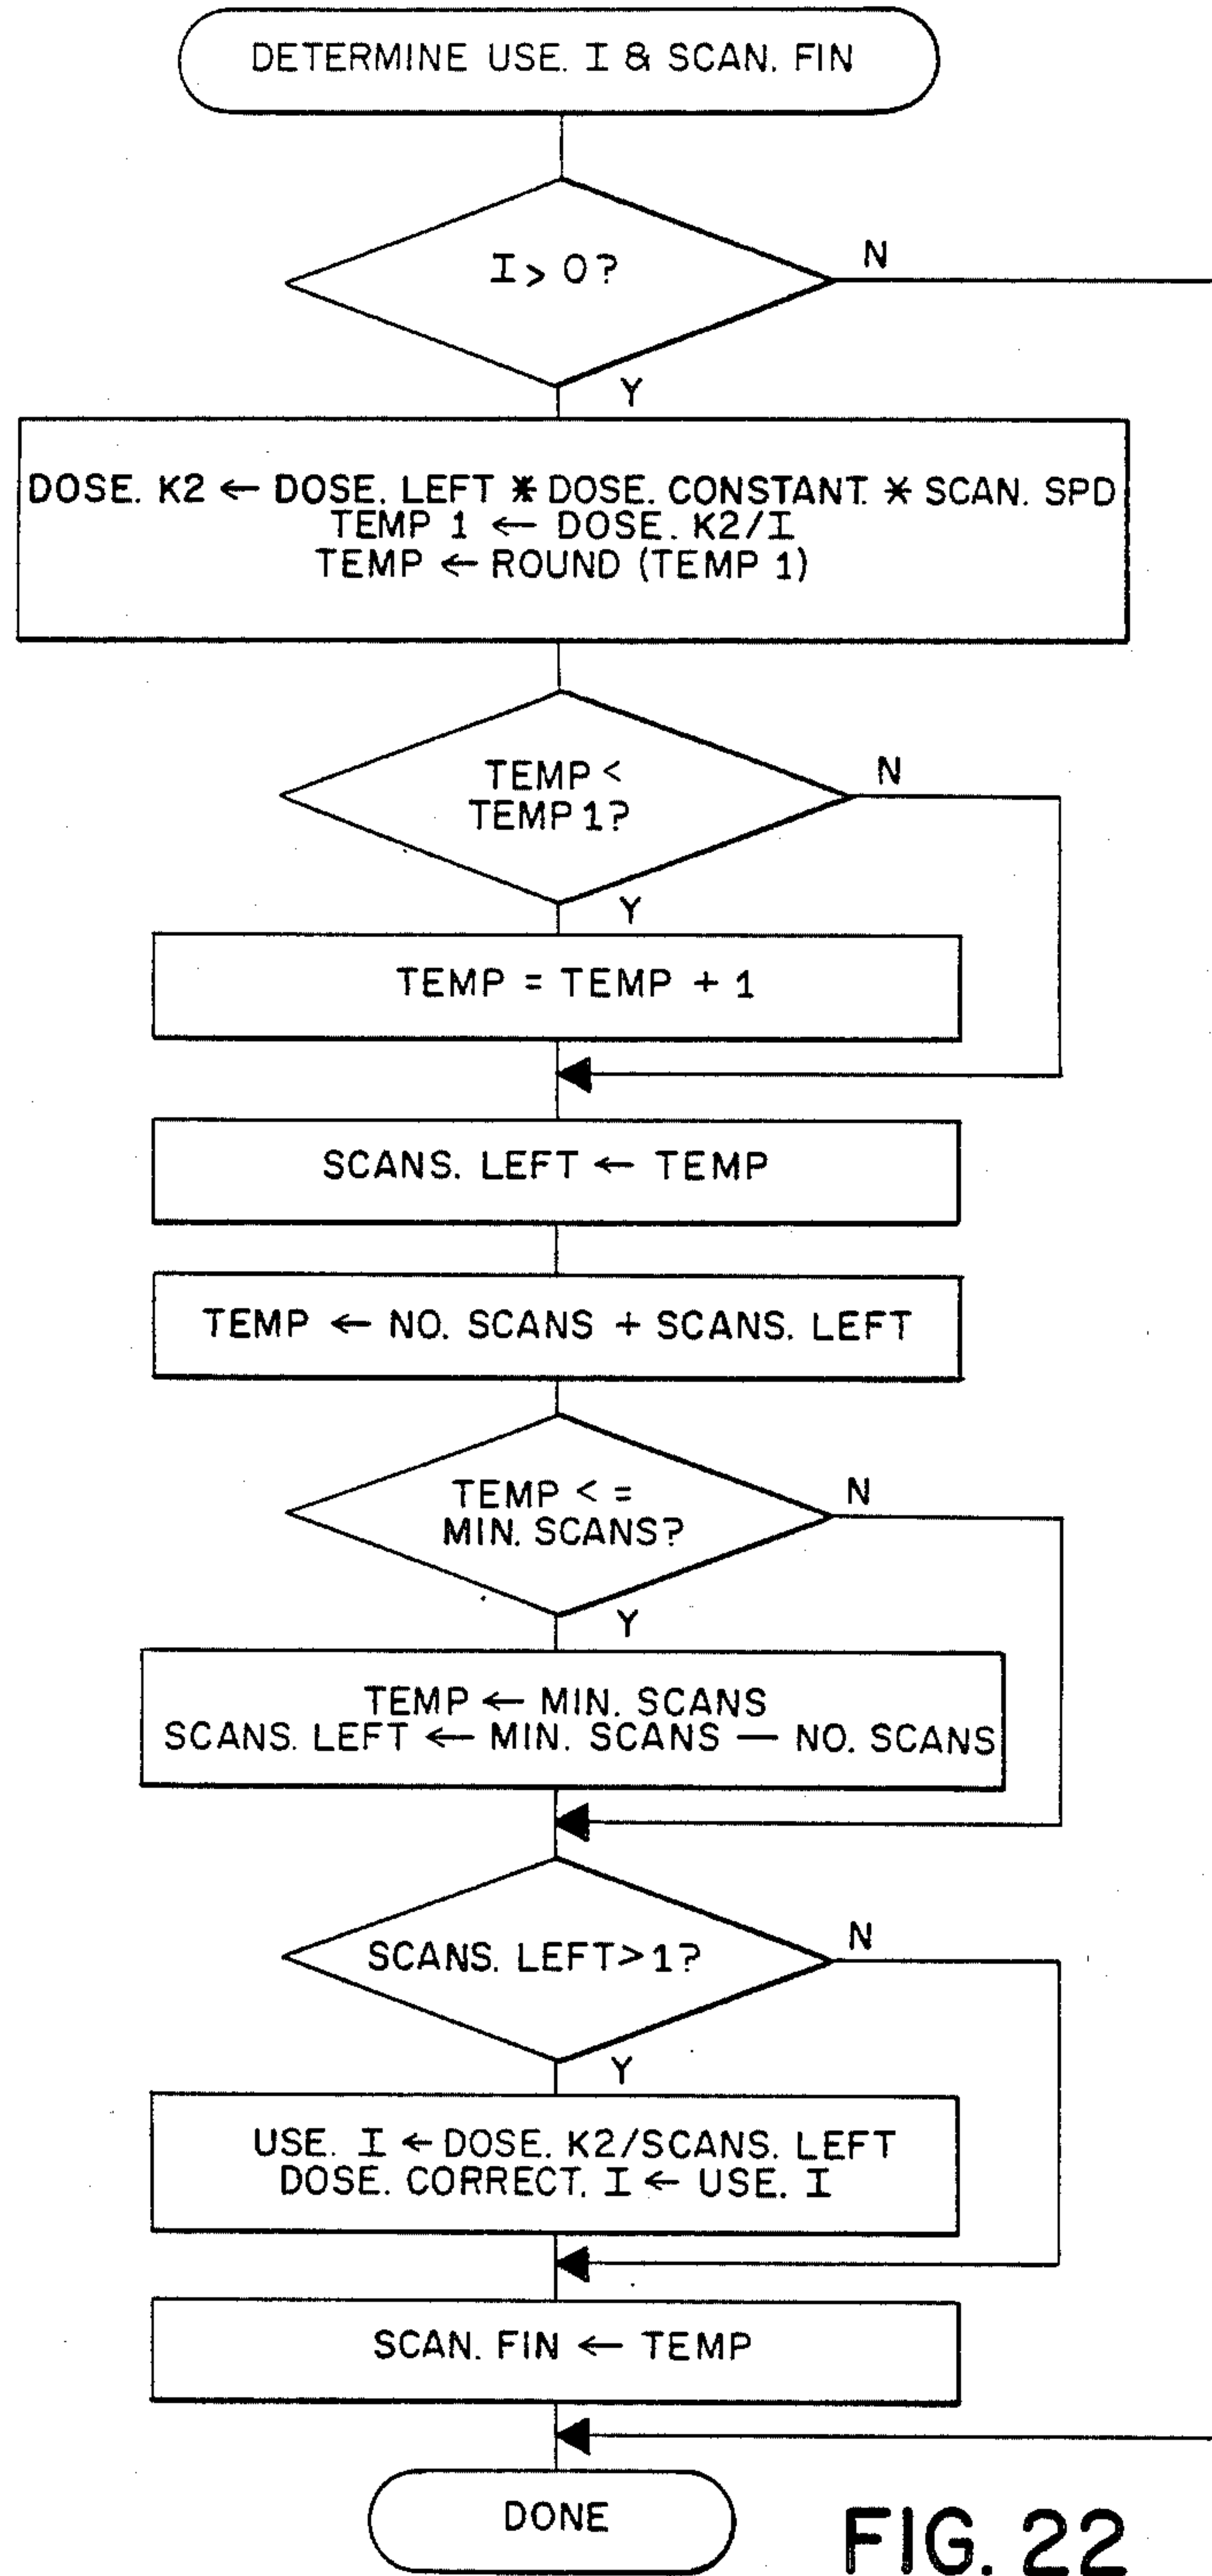 DETERMINE USE. I & SCAN. FIN
I > 0?
N
Y
DOSE. K2 ← DOSE. LEFT * DOSE. CONSTANT. * SCAN. SPD
TEMP 1 ← DOSE. K2/I
TEMP ← ROUND (TEMP 1)
TEMP <
TEMP 1?
N
Y
TEMP = TEMP + 1
SCANS. LEFT ← TEMP
TEMP ← NO. SCANS + SCANS. LEFT
TEMP < =
MIN. SCANS?
N
Y
TEMP ← MIN. SCANS
SCANS. LEFT ← MIN. SCANS — NO. SCANS
SCANS. LEFT > 1?
N
Y
USE. I ← DOSE. K2/SCANS. LEFT
DOSE. CORRECT. I ← USE. I
SCAN. FIN ← TEMP
DONE
FIG. 22